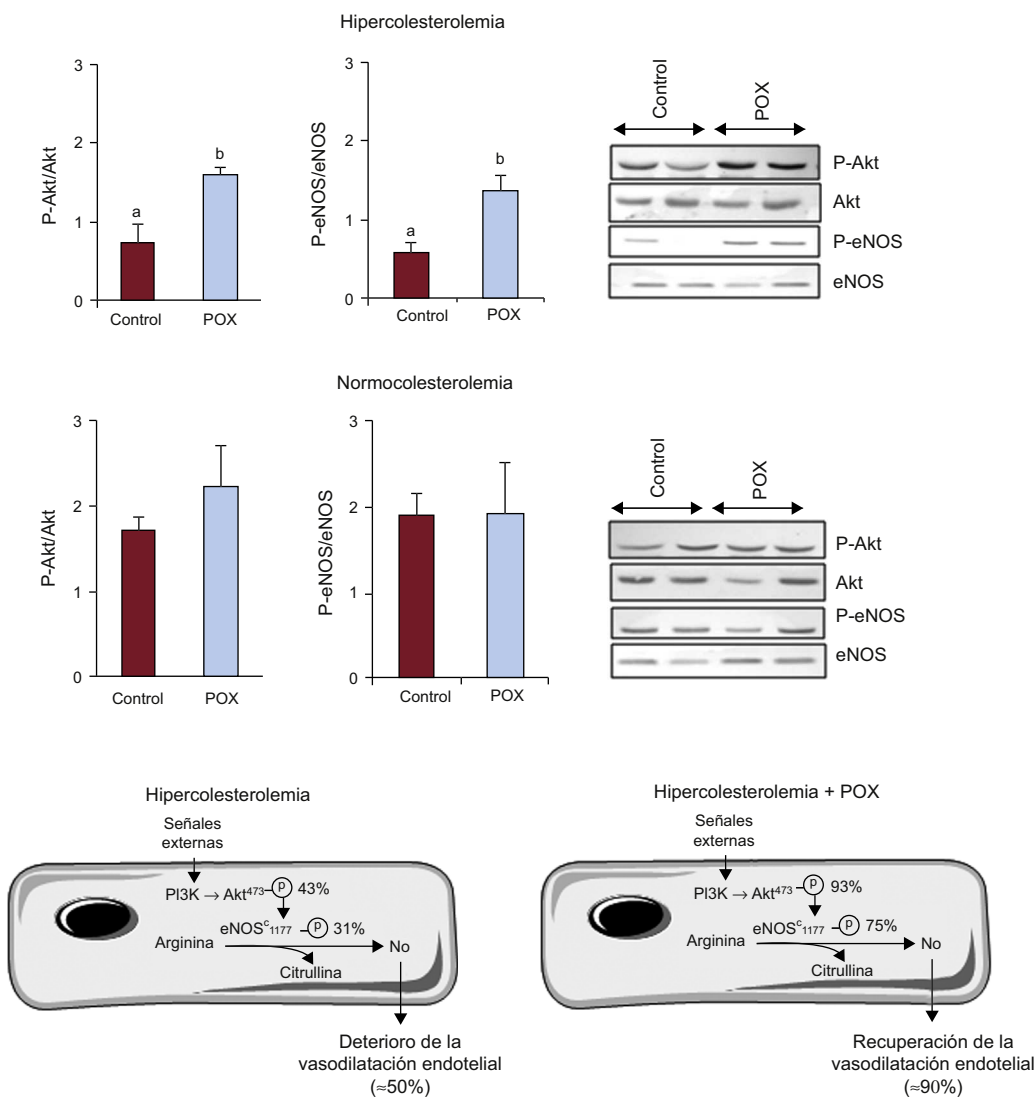 Hipercolesterolemia
P-Akt/Akt
3
2
1
0
a
b
Control
POX
P-eNOS/eNOS
3
2
1
0
a
b
Control
POX
Control
POX
P-Akt
Akt
P-eNOS
eNOS
Normocolesterolemia
P-Akt/Akt
3
2
1
0
Control
POX
P-eNOS/eNOS
3
2
1
0
Control
POX
Control
POX
P-Akt
Akt
P-eNOS
eNOS
Hipercolesterolemia
Señales
externas
PI3K → Akt⁴⁷³ P 43%
eNOSᶜ₁₁₇₇ P 31%
Arginina
No
Citrullina
Deterioro de la
vasodilatación endotelial
(≈50%)
Hipercolesterolemia + POX
Señales
externas
PI3K → Akt⁴⁷³ P 93%
eNOSᶜ₁₁₇₇ P 75%
Arginina
No
Citrullina
Recuperación de la
vasodilatación endotelial
(≈90%)